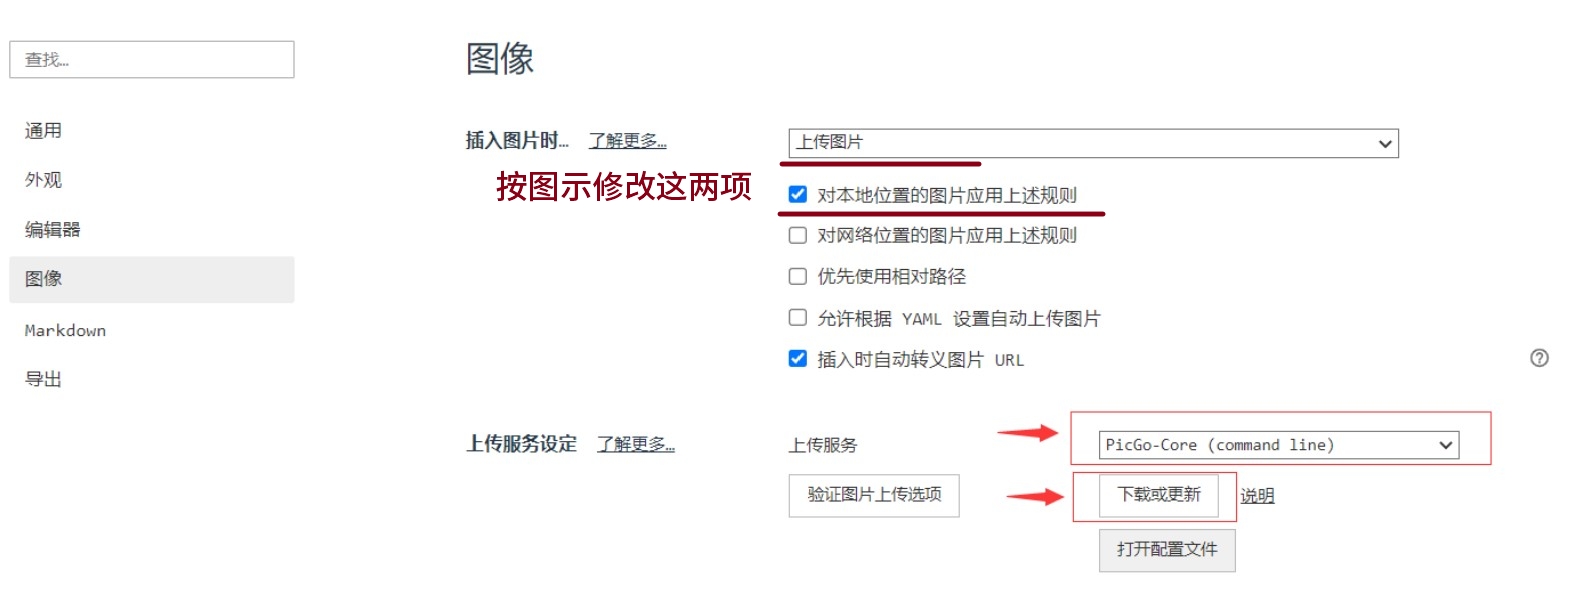 查找…
通用
外观
编辑器
图像
Markdown
导出
图像
插入图片时… 了解更多… 上传图片
按图示修改这两项
对本地位置的图片应用上述规则
对网络位置的图片应用上述规则
优先使用相对路径
允许根据 YAML 设置自动上传图片
插入时自动转义图片 URL
上传服务设定 了解更多… 上传服务 PicGo-Core (command line)
验证图片上传选项 下载或更新 说明
打开配置文件